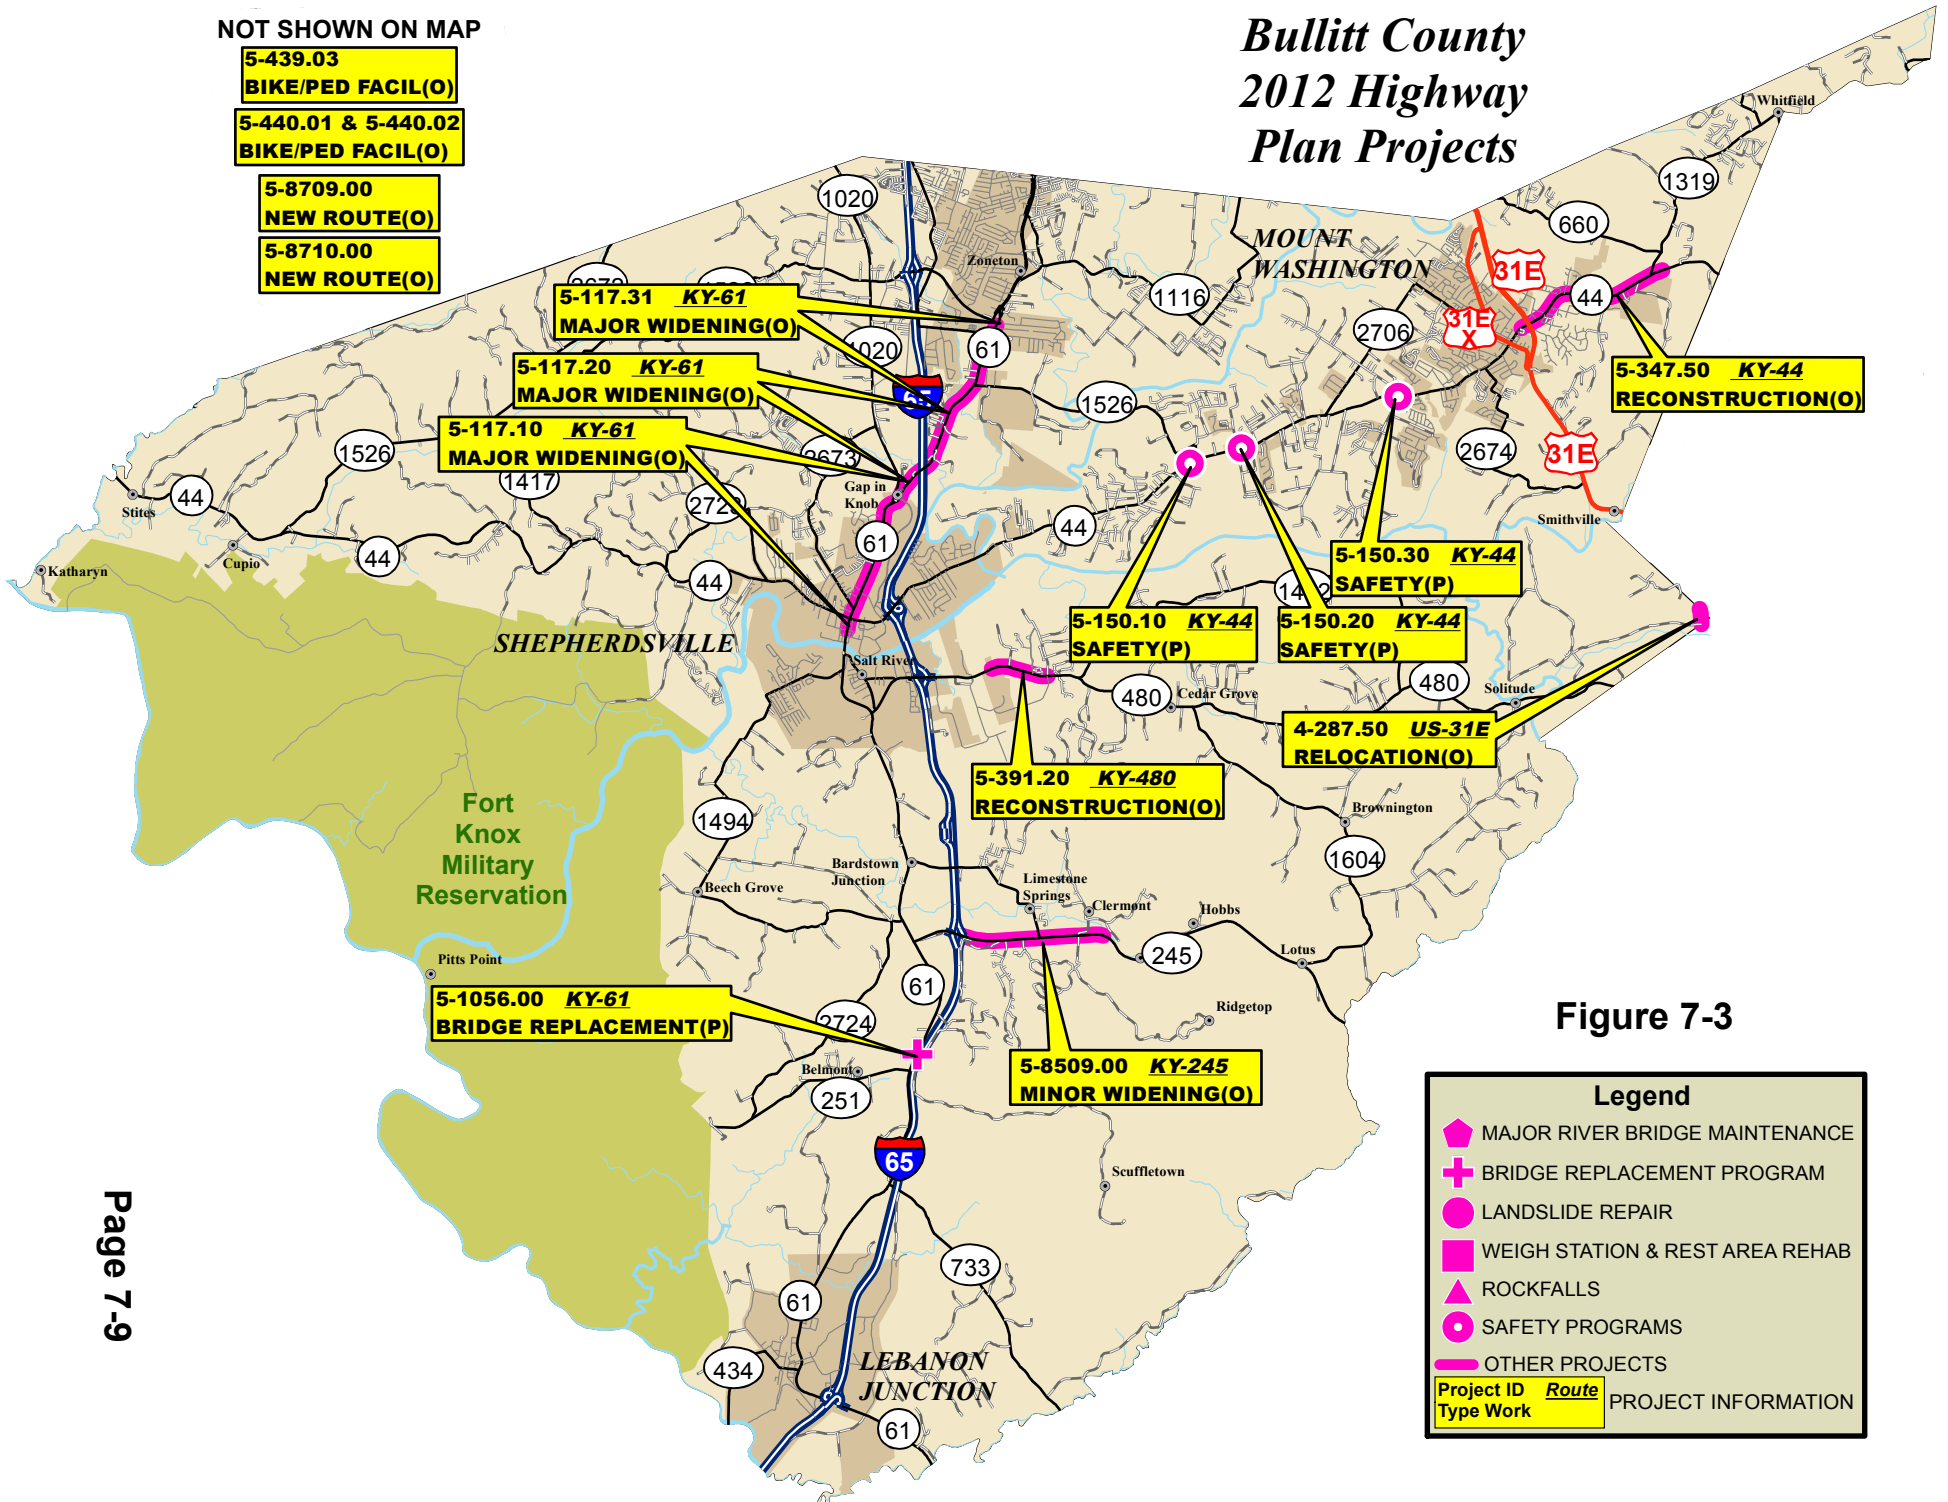 NOT SHOWN ON MAP
5-439.03
BIKE/PED FACIL(O)
5-440.01 & 5-440.02
BIKE/PED FACIL(O)
5-8709.00
NEW ROUTE(O)
5-8710.00
NEW ROUTE(O)
Bullitt County
2012 Highway
Plan Projects
Whitfield
1319
660
1020
MOUNT
WASHINGTON
Zoneton
31E
44
1116
5-117.31 KY-61
MAJOR WIDENING(O)
31E
X
2706
1020
61
5-117.20 KY-61
MAJOR WIDENING(O)
5-347.50 KY-44
RECONSTRUCTION(O)
1526
5-117.10 KY-61
MAJOR WIDENING(O)
1526
2673
2674
31E
1417
44
Stites
Gap in
Knob
2723
44
Smithville
61
44
Cupio
Katharyn
44
5-150.30 KY-44
SAFETY(P)
5-150.10 KY-44
SAFETY(P)
5-150.20 KY-44
SAFETY(P)
SHEPHERDSVILLE
Salt River
480
Cedar Grove
480
Solitude
4-287.50 US-31E
RELOCATION(O)
5-391.20 KY-480
RECONSTRUCTION(O)
Fort
Knox
Military
Reservation
1494
Brownington
1604
Bardstown
Junction
Beech Grove
Limestone
Springs
Clermont
Hobbs
245
Lotus
Pitts Point
61
5-1056.00 KY-61
BRIDGE REPLACEMENT(P)
2724
Ridgetop
Belmont
251
5-8509.00 KY-245
MINOR WIDENING(O)
65
Scuffletown
733
61
434
LEBANON
JUNCTION
61
Figure 7-3
Legend
MAJOR RIVER BRIDGE MAINTENANCE
BRIDGE REPLACEMENT PROGRAM
LANDSLIDE REPAIR
WEIGH STATION & REST AREA REHAB
ROCKFALLS
SAFETY PROGRAMS
OTHER PROJECTS
Project ID Route
Type Work
PROJECT INFORMATION
Page 7-9